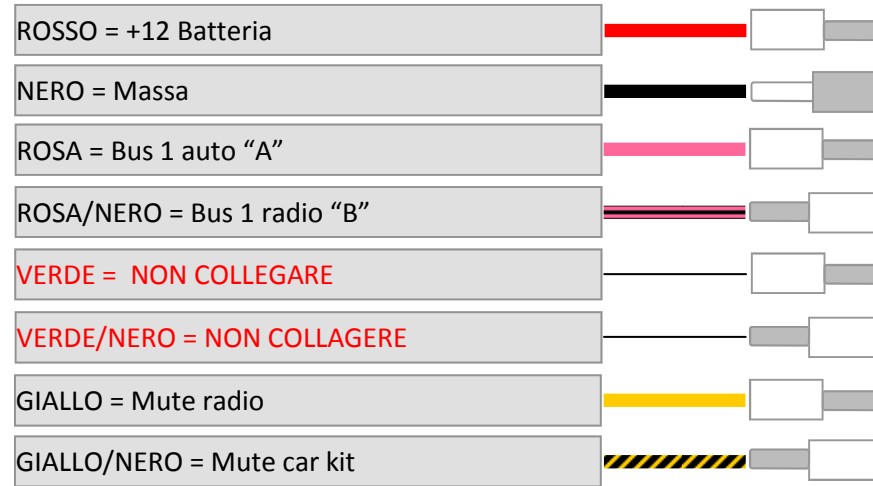 ROSSO = +12 Batteria
NERO = Massa
ROSA = Bus 1 auto “A”
ROSA/NERO = Bus 1 radio “B”
VERDE =  NON COLLEGARE
VERDE/NERO = NON COLLAGERE
GIALLO = Mute radio
GIALLO/NERO = Mute car kit